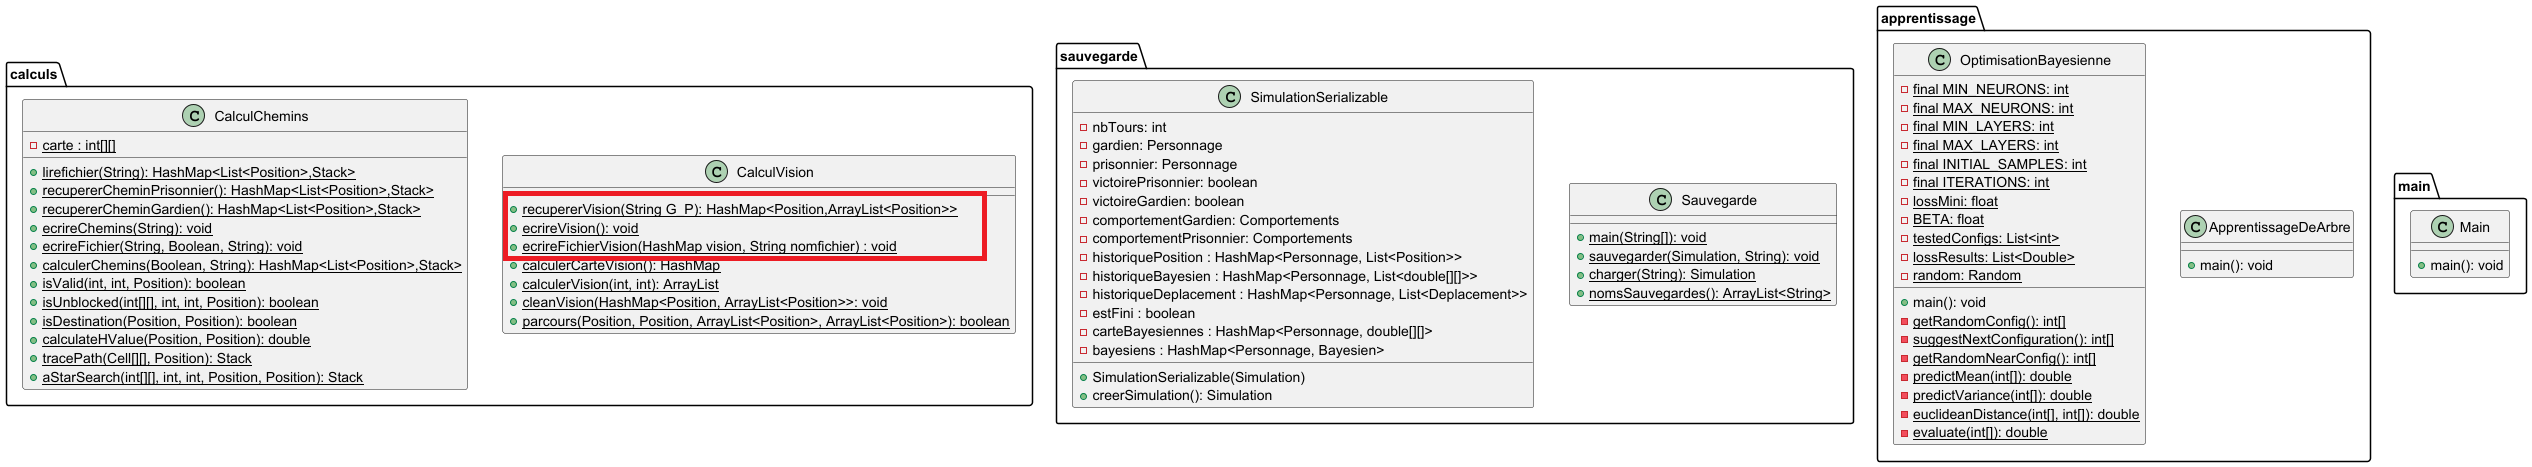 calculs
CalculChemins
carte : int[][]
lirefichier(String): HashMap<List<Position>,Stack>
recupererCheminPrisonnier(): HashMap<List<Position>,Stack>
recupererCheminGardien(): HashMap<List<Position>,Stack>
ecrireChemins(String): void
ecrireFichier(String, Boolean, String): void
calculerChemins(Boolean, String): HashMap<List<Position>,Stack>
isValid(int, int, Position): boolean
isUnblocked(int[][], int, int, Position): boolean
isDestination(Position, Position): boolean
calculateHValue(Position, Position): double
tracePath(Cell[][], Position): Stack
aStarSearch(int[][], int, int, Position, Position): Stack
CalculVision
recupererVision(String G_P): HashMap<Position,ArrayList<Position>>
ecrireVision(): void
ecrireFichierVision(HashMap vision, String nomfichier) : void
calculerCarteVision(): HashMap
calculerVision(int, int): ArrayList
cleanVision(HashMap<Position, ArrayList<Position>>: void
parcours(Position, Position, ArrayList<Position>, ArrayList<Position>): boolean
sauvegarde
SimulationSerializable
nbTours: int
gardien: Personnage
prisonnier: Personnage
victoirePrisonnier: boolean
victoireGardien: boolean
comportementGardien: Comportements
comportementPrisonnier: Comportements
historiquePosition : HashMap<Personnage, List<Position>>
historiqueBayesien : HashMap<Personnage, List<double[][]>>
historiqueDeplacement : HashMap<Personnage, List<Deplacement>>
estFini : boolean
carteBayesiennes : HashMap<Personnage, double[][]>
bayesiens : HashMap<Personnage, Bayesien>
SimulationSerializable(Simulation)
creerSimulation(): Simulation
Sauvegarde
main(String[]): void
sauvegarder(Simulation, String): void
charger(String): Simulation
nomsSauvegardes(): ArrayList<String>
apprentissage
OptimisationBayesienne
final MIN_NEURONS: int
final MAX_NEURONS: int
final MIN_LAYERS: int
final MAX_LAYERS: int
final INITIAL_SAMPLES: int
final ITERATIONS: int
lossMini: float
BETA: float
testedConfigs: List<int>
lossResults: List<Double>
random: Random
main(): void
getRandomConfig(): int[]
suggestNextConfiguration(): int[]
getRandomNearConfig(): int[]
predictMean(int[]): double
predictVariance(int[]): double
euclideanDistance(int[], int[]): double
evaluate(int[]): double
ApprentissageDeArbre
main(): void
main
Main
main(): void